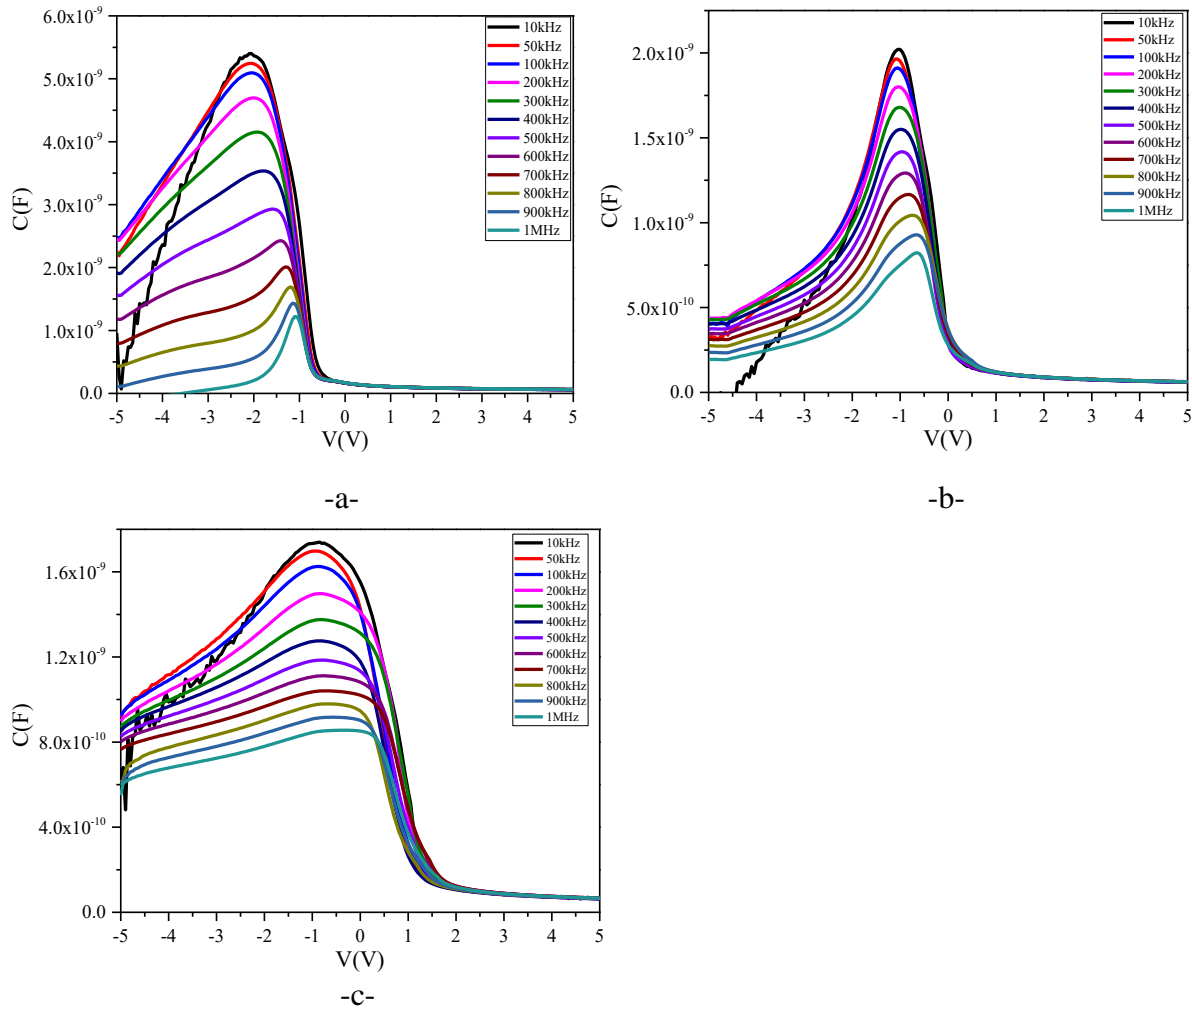 6.0x10⁻⁹
5.0x10⁻⁹
4.0x10⁻⁹
3.0x10⁻⁹
2.0x10⁻⁹
1.0x10⁻⁹
0.0
C(F)
-5 -4 -3 -2 -1 0 1 2 3 4 5
V(V)
10kHz
50kHz
100kHz
200kHz
300kHz
400kHz
500kHz
600kHz
700kHz
800kHz
900kHz
1MHz
-a-
2.0x10⁻⁹
1.5x10⁻⁹
1.0x10⁻⁹
5.0x10⁻¹⁰
0.0
C(F)
-5 -4 -3 -2 -1 0 1 2 3 4 5
V(V)
10kHz
50kHz
100kHz
200kHz
300kHz
400kHz
500kHz
600kHz
700kHz
800kHz
900kHz
1MHz
-b-
1.6x10⁻⁹
1.2x10⁻⁹
8.0x10⁻¹⁰
4.0x10⁻¹⁰
0.0
C(F)
-5 -4 -3 -2 -1 0 1 2 3 4 5
V(V)
10kHz
50kHz
100kHz
200kHz
300kHz
400kHz
500kHz
600kHz
700kHz
800kHz
900kHz
1MHz
-c-